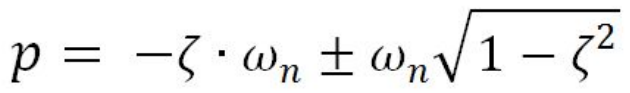 p = −ζ · ωₙ ± ωₙ√(1 − ζ²)